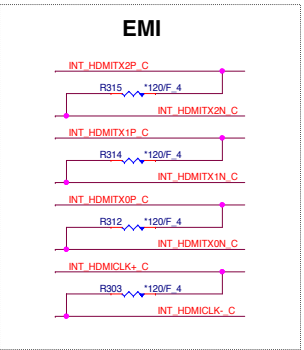 EMI
INT_HDMITX2P_C
R315 *120/F_4
INT_HDMITX2N_C
INT_HDMITX1P_C
R314 *120/F_4
INT_HDMITX1N_C
INT_HDMITX0P_C
R312 *120/F_4
INT_HDMITX0N_C
INT_HDMICLK+_C
R303 *120/F_4
INT_HDMICLK-_C